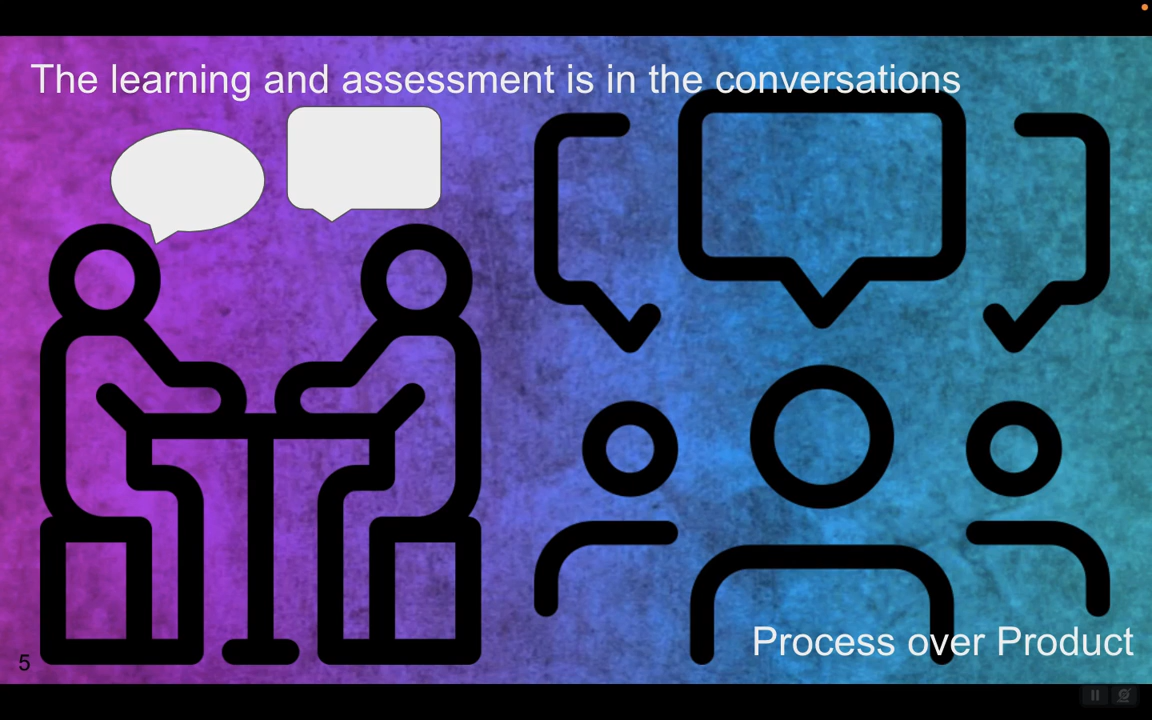 The learning and assessment is in the conversations
Process over Product
5